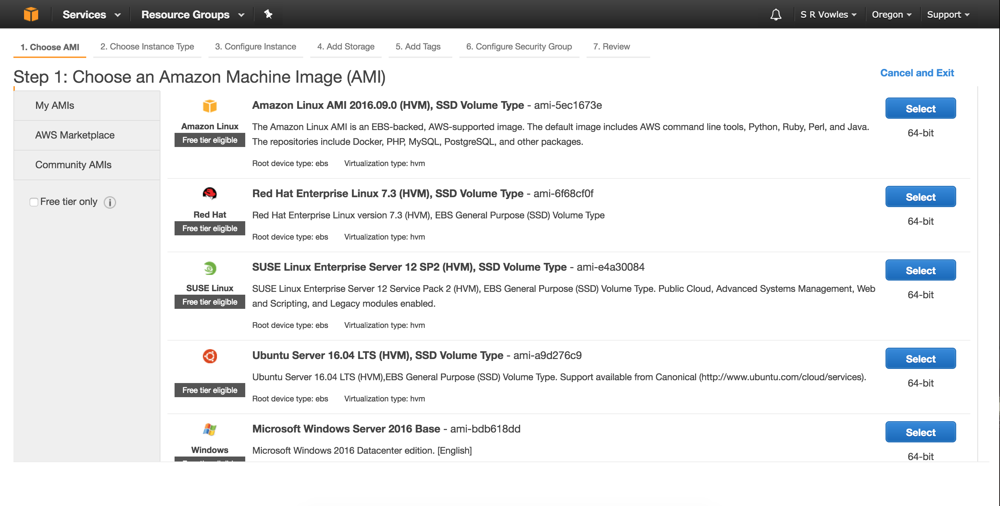 Services
Resource Groups
S R Vowles
Oregon
Support
1. Choose AMI
2. Choose Instance Type
3. Configure Instance
4. Add Storage
5. Add Tags
6. Configure Security Group
7. Review
Step 1: Choose an Amazon Machine Image (AMI)
Cancel and Exit
My AMIs
AWS Marketplace
Community AMIs
Free tier only
Amazon Linux
Free tier eligible
Amazon Linux AMI 2016.09.0 (HVM), SSD Volume Type - ami-5ec1673e
The Amazon Linux AMI is an EBS-backed, AWS-supported image. The default image includes AWS command line tools, Python, Ruby, Perl, and Java.
The repositories include Docker, PHP, MySQL, PostgreSQL, and other packages.
Root device type: ebs
Virtualization type: hvm
Select
64-bit
Red Hat
Free tier eligible
Red Hat Enterprise Linux 7.3 (HVM), SSD Volume Type - ami-6f68cf0f
Red Hat Enterprise Linux version 7.3 (HVM), EBS General Purpose (SSD) Volume Type
Root device type: ebs
Virtualization type: hvm
Select
64-bit
SUSE Linux
Free tier eligible
SUSE Linux Enterprise Server 12 SP2 (HVM), SSD Volume Type - ami-e4a30084
SUSE Linux Enterprise Server 12 Service Pack 2 (HVM), EBS General Purpose (SSD) Volume Type. Public Cloud, Advanced Systems Management, Web
and Scripting, and Legacy modules enabled.
Root device type: ebs
Virtualization type: hvm
Select
64-bit
Free tier eligible
Ubuntu Server 16.04 LTS (HVM), SSD Volume Type - ami-a9d276c9
Ubuntu Server 16.04 LTS (HVM),EBS General Purpose (SSD) Volume Type. Support available from Canonical (http://www.ubuntu.com/cloud/services).
Root device type: ebs
Virtualization type: hvm
Select
64-bit
Windows
Microsoft Windows Server 2016 Base - ami-bdb618dd
Microsoft Windows 2016 Datacenter edition. [English]
Select
64-bit